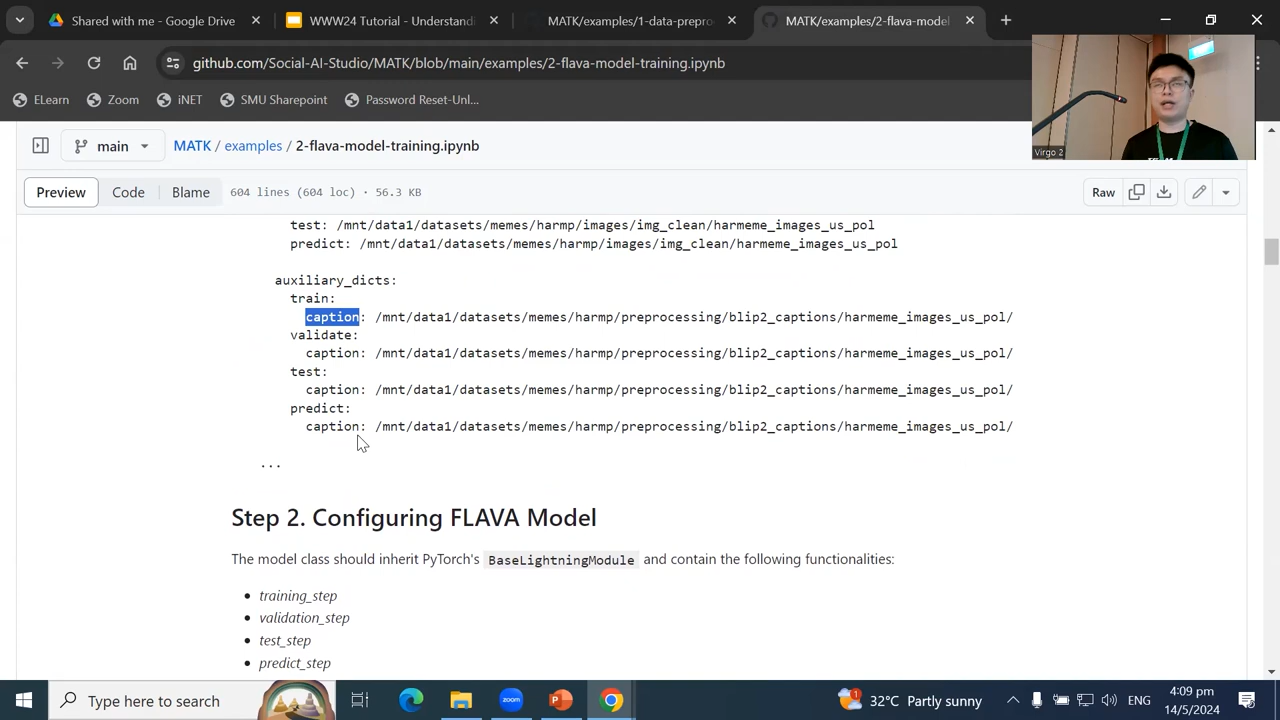 Shared with me - Google Drive
WWW24 Tutorial - Understandi
MATK/examples/1-data-prepro
MATK/examples/2-flava-model
github.com/Social-AI-Studio/MATK/blob/main/examples/2-flava-model-training.ipynb
ELearn
Zoom
iNET
SMU Sharepoint
Password Reset-Unl...
Virgo 2
main
MATK / examples / 2-flava-model-training.ipynb
Preview
Code
Blame
604 lines (604 loc) · 56.3 KB
Raw
test: /mnt/data1/datasets/memes/harmp/images/img_clean/harmeme_images_us_pol
predict: /mnt/data1/datasets/memes/harmp/images/img_clean/harmeme_images_us_pol
auxiliary_dicts:
train:
caption: /mnt/data1/datasets/memes/harmp/preprocessing/blip2_captions/harmeme_images_us_pol/
validate:
caption: /mnt/data1/datasets/memes/harmp/preprocessing/blip2_captions/harmeme_images_us_pol/
test:
caption: /mnt/data1/datasets/memes/harmp/preprocessing/blip2_captions/harmeme_images_us_pol/
predict:
caption: /mnt/data1/datasets/memes/harmp/preprocessing/blip2_captions/harmeme_images_us_pol/
...
Step 2. Configuring FLAVA Model
The model class should inherit PyTorch's BaseLightningModule and contain the following functionalities:
• training_step
• validation_step
• test_step
• predict_step
Type here to search
zoom
1
32°C Partly sunny
ENG
4:09 pm
14/5/2024